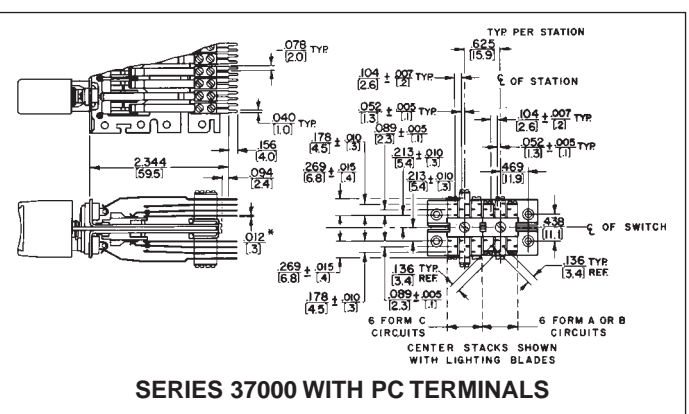 TYP. PER STATION
.625
[15.9]
.078 TYP.
[2.0]
.104 ± .007 TYP.
[2.6] [.2]
℄ OF STATION
.052 ± .005 TYP.
[1.3] [.1]
.104 ± .007 TYP.
[2.6] [.2]
.040 TYP.
[1.0]
.089 ± .005
[2.3] [.1]
.178 ± .010
[4.5] [.3]
.052 ± .005 TYP.
[1.3] [.1]
.156
[4.0]
.213 ± .010
[5.4] [.3]
.469
[11.9]
2.344
[59.5]
.269 ± .015
[6.8] [.4]
.094
[2.4]
.213 ± .010
[5.4] [.3]
.438
[11.1]
℄ OF SWITCH
.012 *
[.3]
.269 ± .015
[6.8] [.4]
.136 TYP.
[3.4] REF.
.136 TYP.
[3.4] REF.
.178 ± .010
[4.5] [.3]
.089 ± .005
[2.3] [.1]
6 FORM C
CIRCUITS
6 FORM A OR B
CIRCUITS
CENTER STACKS SHOWN
WITH LIGHTING BLADES
SERIES 37000 WITH PC TERMINALS